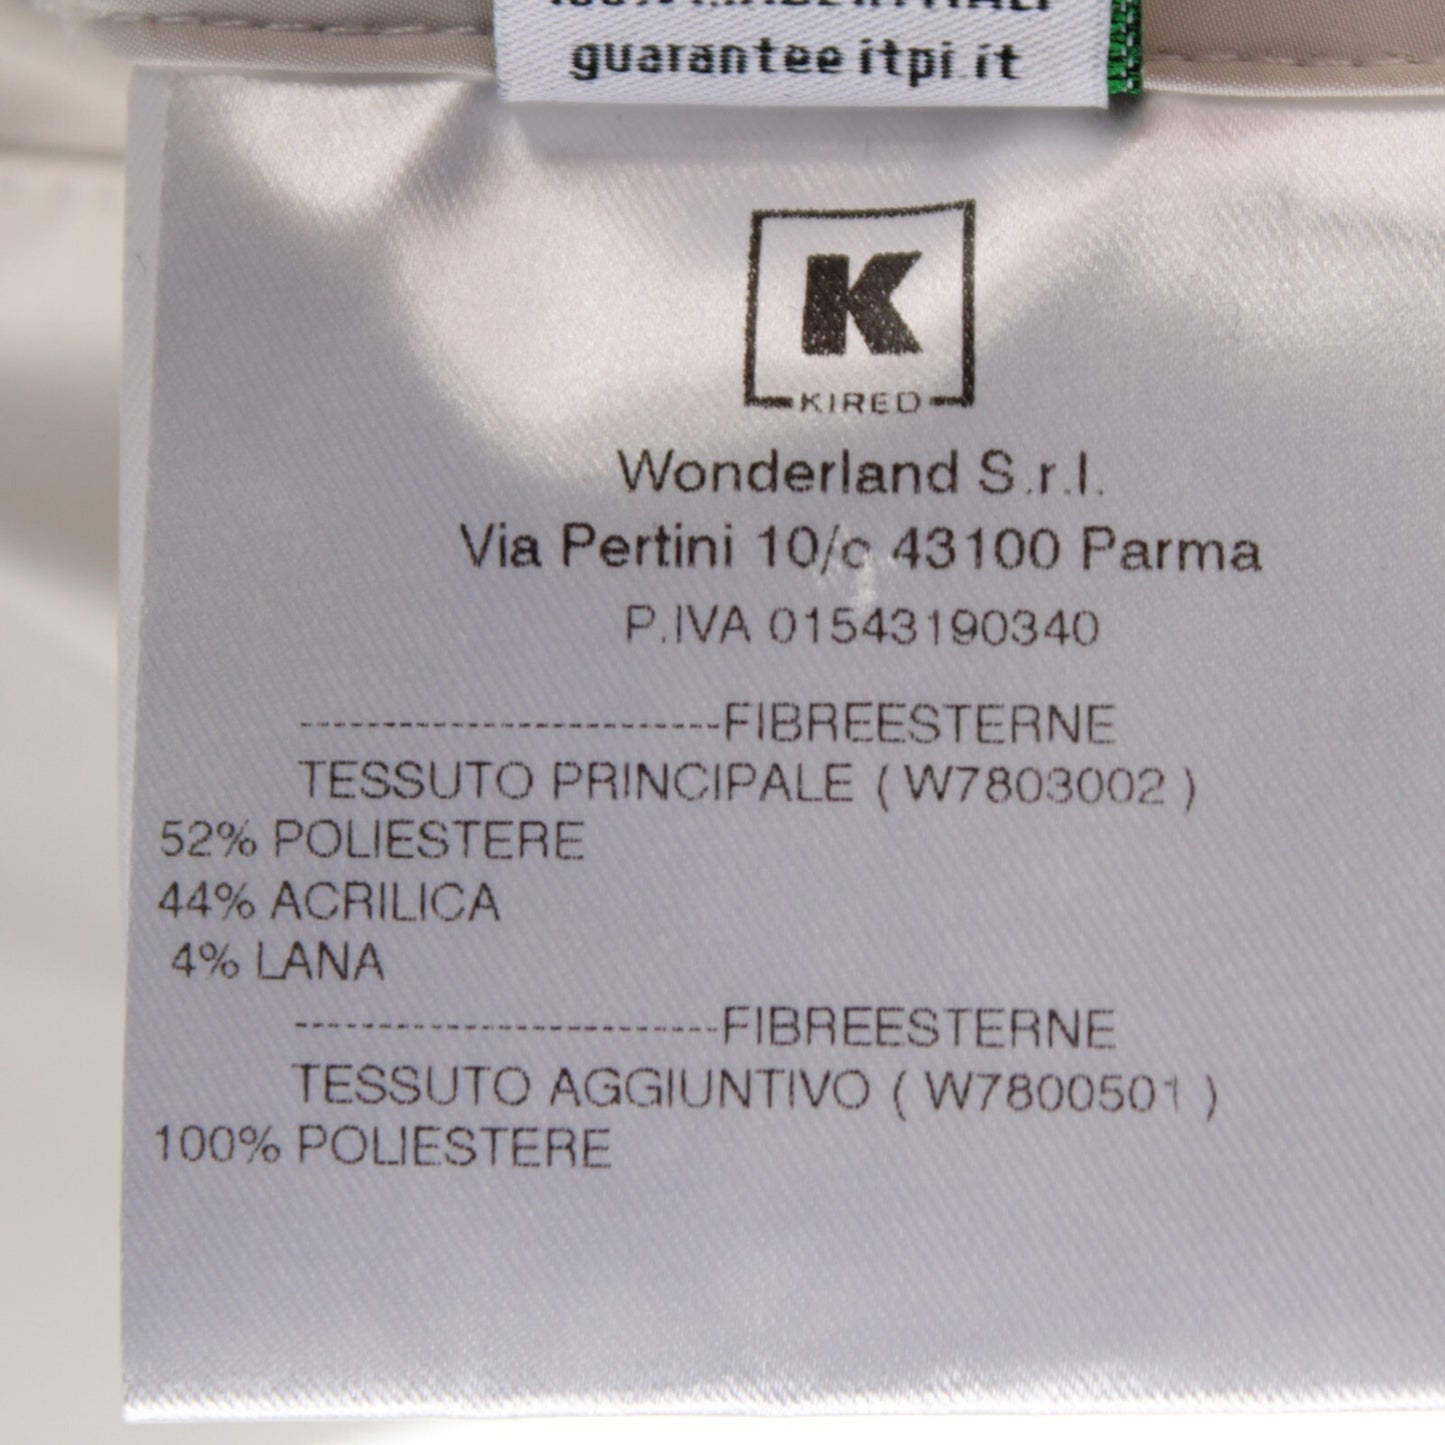 guarantee itpi.it
K
KIRED
Wonderland S.r.l.
Via Pertini 10/c 43100 Parma
P.IVA 01543190340
-------------------------FIBREESTERNE
TESSUTO PRINCIPALE ( W7803002 )
52% POLIESTERE
44% ACRILICA
4% LANA
-------------------------FIBREESTERNE
TESSUTO AGGIUNTIVO ( W7800501 )
100% POLIESTERE